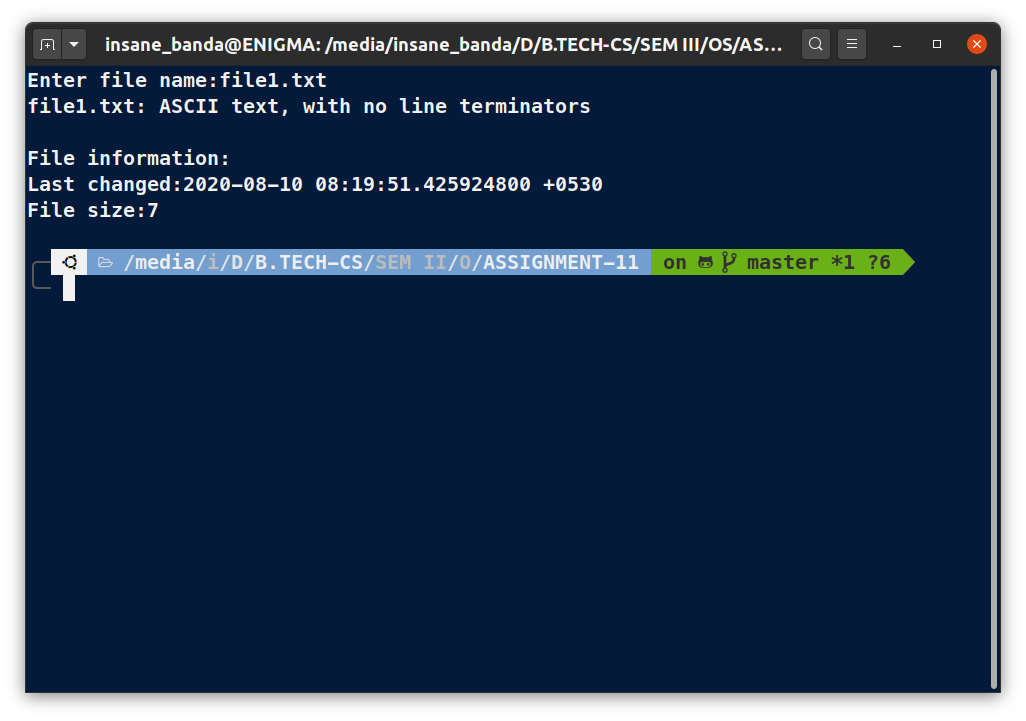 insane_banda@ENIGMA: /media/insane_banda/D/B.TECH-CS/SEM III/OS/AS...
Enter file name:file1.txt
file1.txt: ASCII text, with no line terminators
File information:
Last changed:2020-08-10 08:19:51.425924800 +0530
File size:7
/media/i/D/B.TECH-CS/SEM II/O/ASSIGNMENT-11 on master *1 ?6